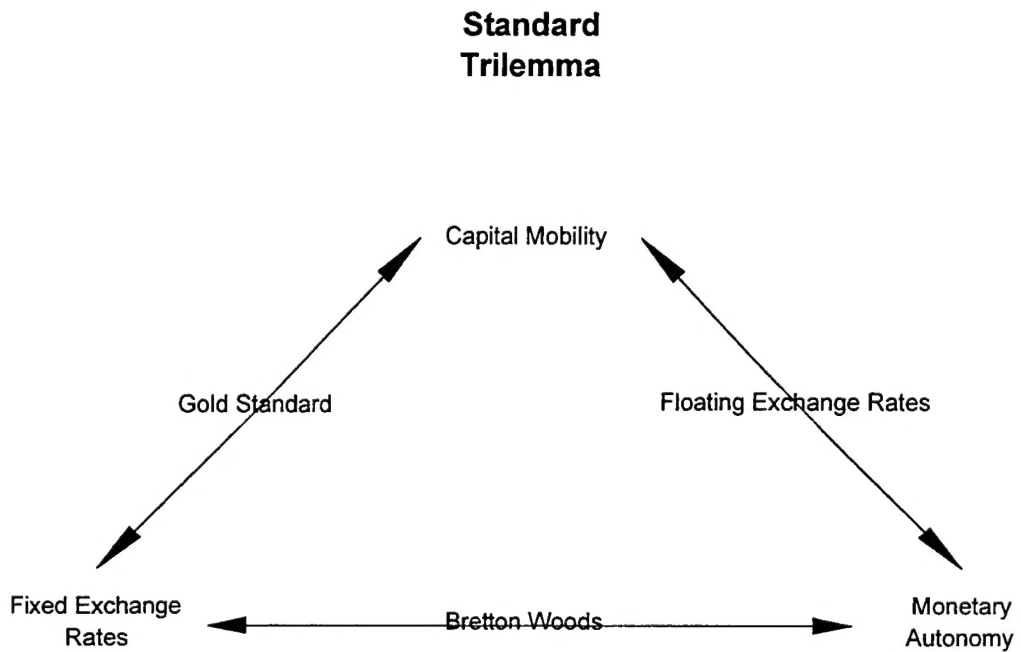 Standard
Trilemma
Capital Mobility
Gold Standard
Floating Exchange Rates
Fixed Exchange
Rates
Bretton Woods
Monetary
Autonomy